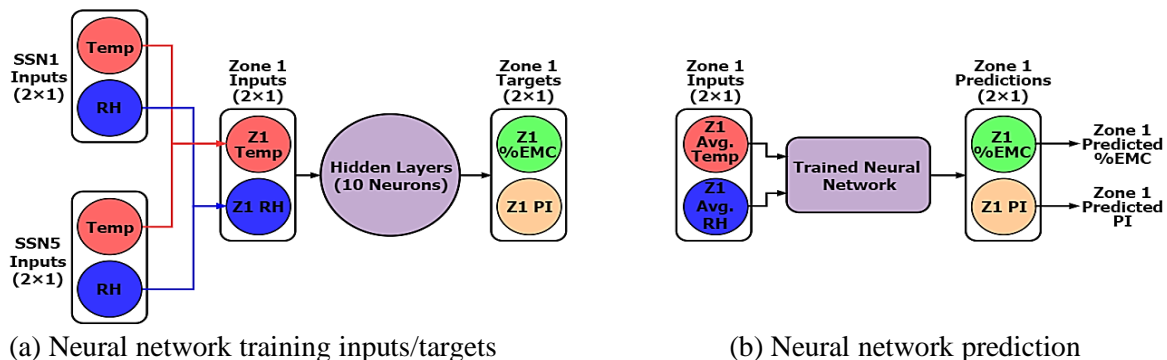 SSN1
Inputs
(2×1)
Temp
RH
SSN5
Inputs
(2×1)
Temp
RH
Zone 1
Inputs
(2×1)
Z1
Temp
Z1 RH
Hidden Layers
(10 Neurons)
Zone 1
Targets
(2×1)
Z1
%EMC
Z1 PI
(a) Neural network training inputs/targets
Zone 1
Inputs
(2×1)
Z1
Avg.
Temp
Z1
Avg.
RH
Trained Neural
Network
Zone 1
Predictions
(2×1)
Z1
%EMC
Z1 PI
Zone 1
Predicted
%EMC
Zone 1
Predicted
PI
(b) Neural network prediction